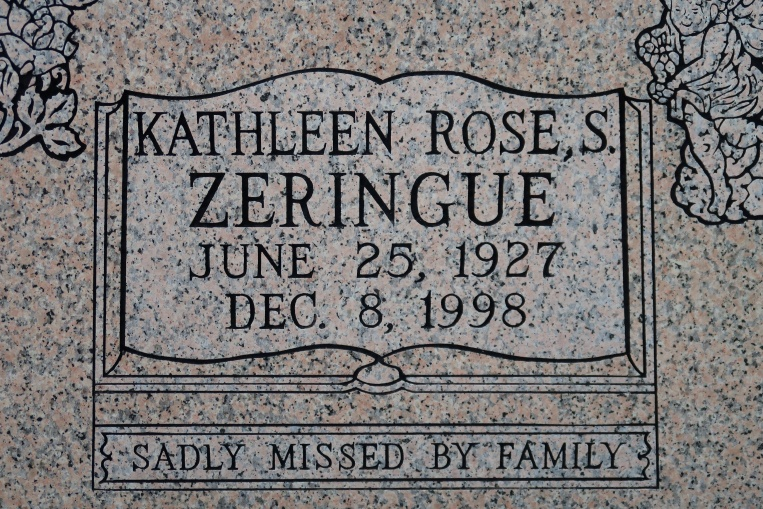 KATHLEEN ROSE, S.
ZERINGUE
JUNE 25, 1927
DEC. 8, 1998
SADLY MISSED BY FAMILY